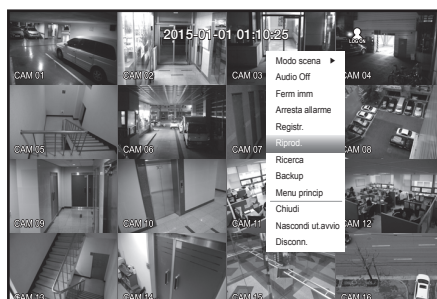 2015-01-01 01:10:25
LOG ON
CAM 01
CAM 02
CAM 03
CAM 04
Modo scena
Audio Off
Ferm imm
Arresta allarme
Registr.
Riprod.
Ricerca
Backup
Menu princip
Chiudi
Nascondi ut.avvio
Disconn.
CAM 05
CAM 06
CAM 07
CAM 08
CAM 09
CAM 10
CAM 11
CAM 12
CAM 13
CAM 14
CAM 15
CAM 16